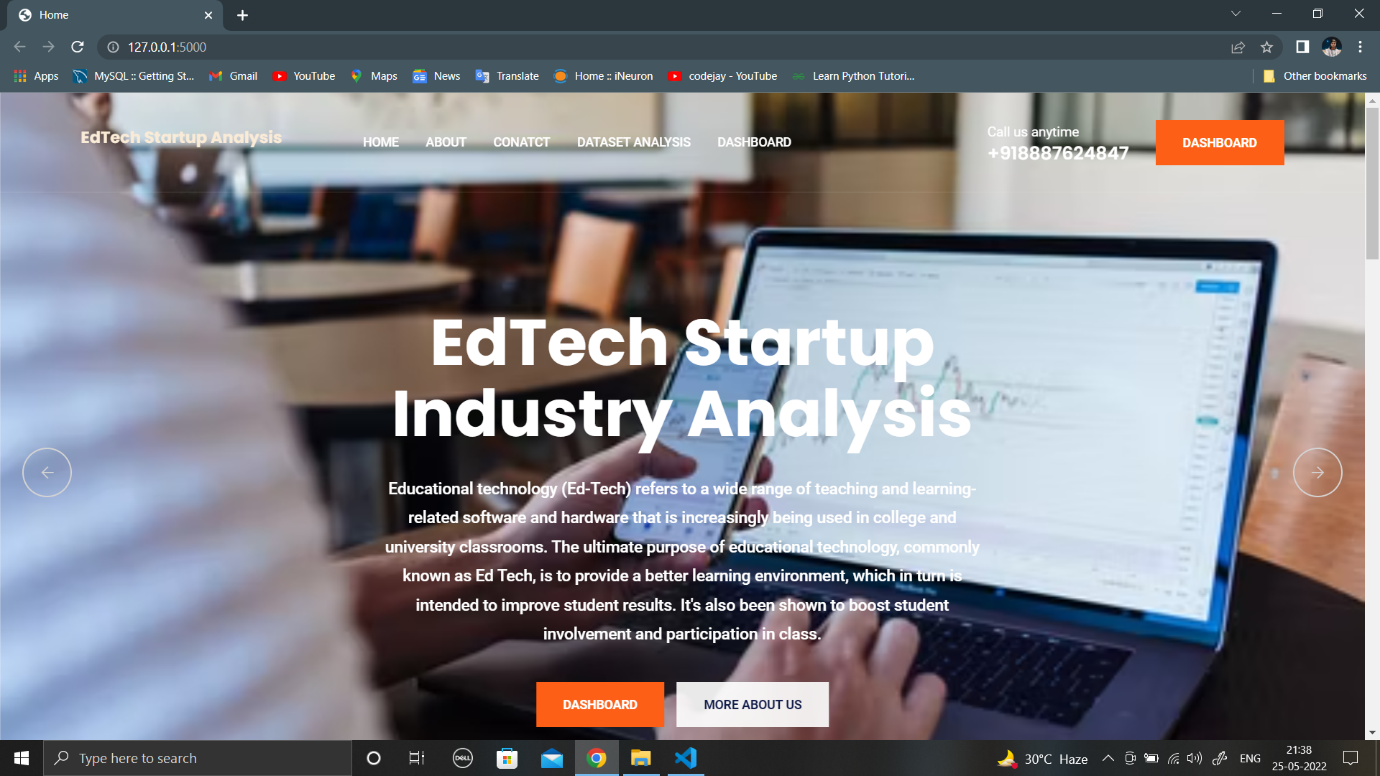 Home
127.0.0.1:5000
Apps
MySQL :: Getting St...
Gmail
YouTube
Maps
News
Translate
Home :: iNeuron
codejay - YouTube
Learn Python Tutori...
Other bookmarks
EdTech Startup Analysis
HOME
ABOUT
CONATCT
DATASET ANALYSIS
DASHBOARD
Call us anytime
+918887624847
DASHBOARD
EdTech Startup
Industry Analysis
Educational technology (Ed-Tech) refers to a wide range of teaching and learning-
related software and hardware that is increasingly being used in college and
university classrooms. The ultimate purpose of educational technology, commonly
known as Ed Tech, is to provide a better learning environment, which in turn is
intended to improve student results. It's also been shown to boost student
involvement and participation in class.
DASHBOARD
MORE ABOUT US
Type here to search
DELL
30°C Haze
ENG
21:38
25-05-2022